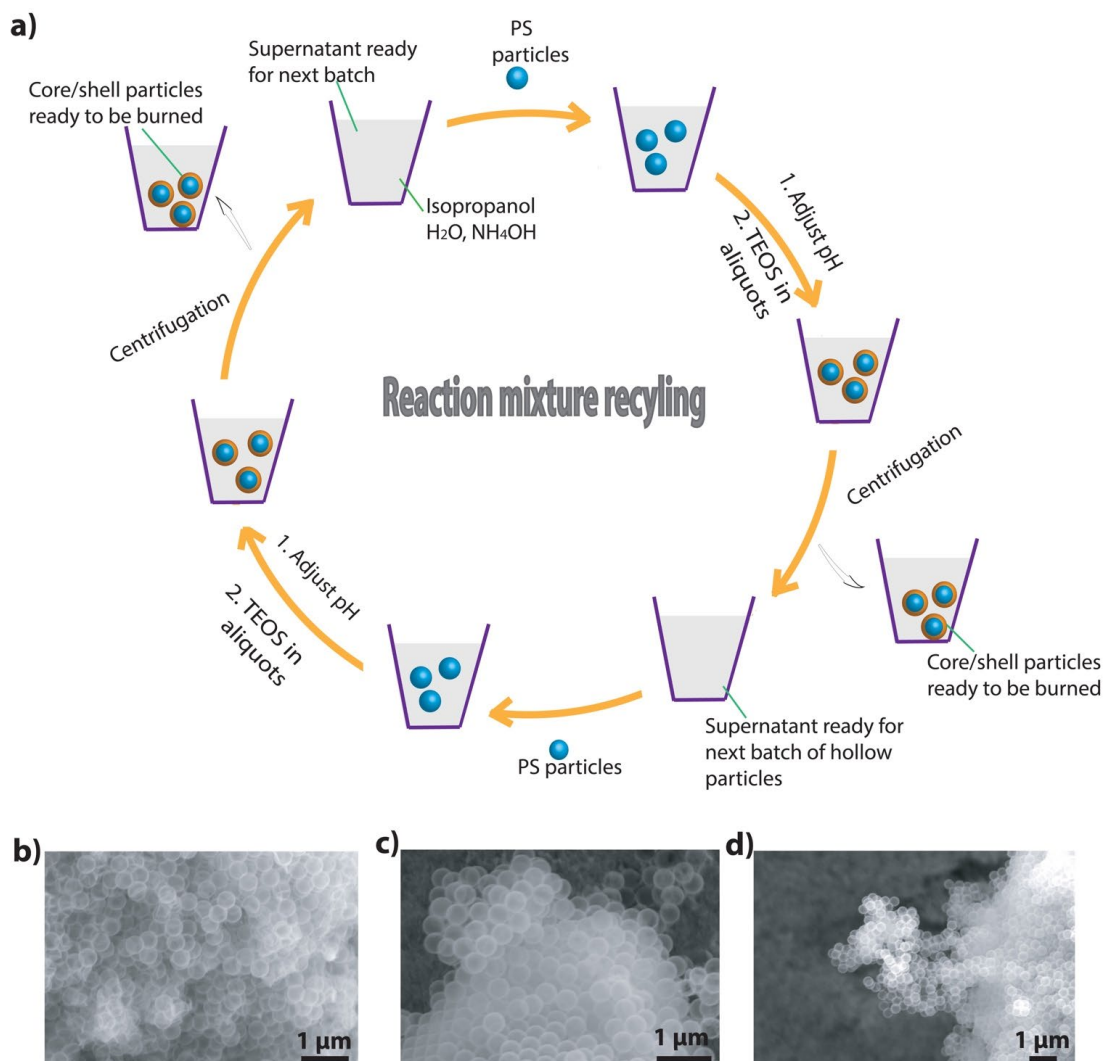 a)
PS
particles
Supernatant ready
for next batch
Core/shell particles
ready to be burned
Isopropanol
H₂O, NH₄OH
1. Adjust pH
2. TEOS in
aliquots
Centrifugation
Reaction mixture recyling
Centrifugation
1. Adjust pH
2. TEOS in
aliquots
Core/shell particles
ready to be burned
Supernatant ready for
next batch of hollow
particles
PS particles
b)
1 µm
c)
1 µm
d)
1 µm